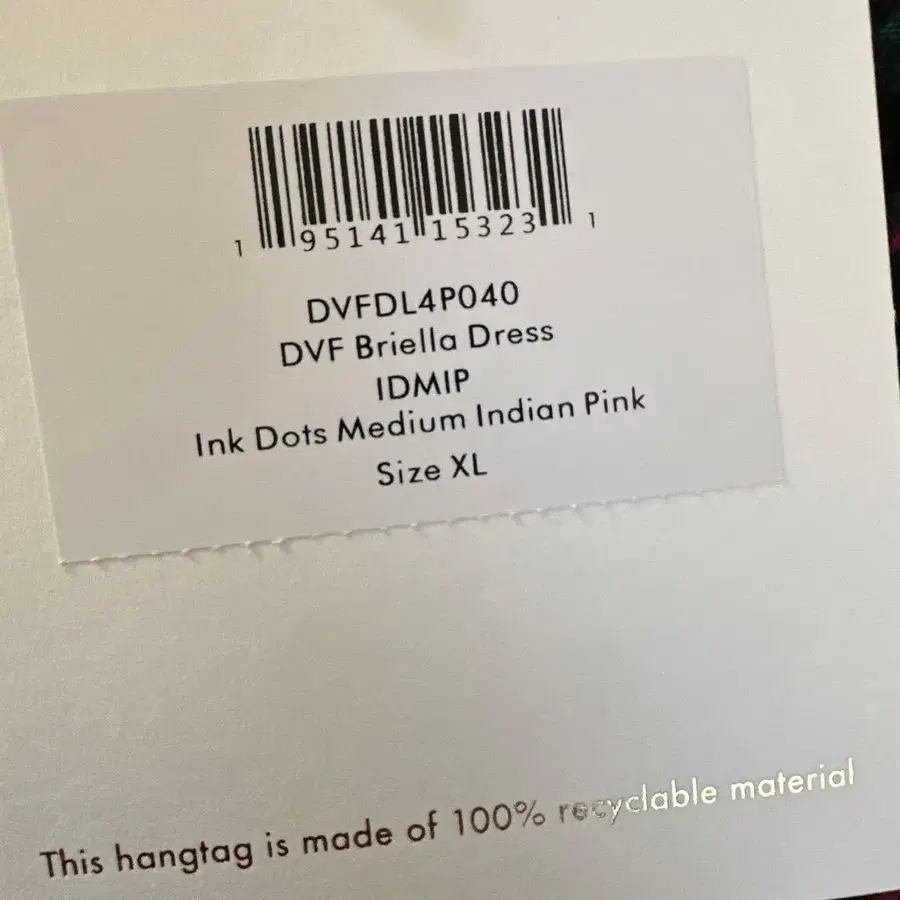 1 95141 15323 1
DVFDL4P040
DVF Briella Dress
IDMIP
Ink Dots Medium Indian Pink
Size XL
This hangtag is made of 100% recyclable material